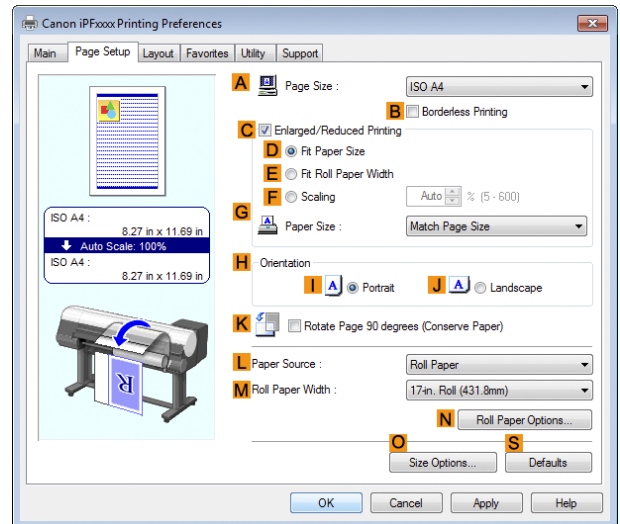 Canon iPFxxxx Printing Preferences
Main Page Setup Layout Favorites Utility Support
A Page Size : ISO A4
B Borderless Printing
C Enlarged/Reduced Printing
D Fit Paper Size
E Fit Roll Paper Width
F Scaling Auto % (5 - 600)
G Paper Size : Match Page Size
ISO A4 :
8.27 in x 11.69 in
Auto Scale: 100%
ISO A4 :
8.27 in x 11.69 in
H Orientation
I A Portrait J A Landscape
K Rotate Page 90 degrees (Conserve Paper)
R
L Paper Source : Roll Paper
M Roll Paper Width : 17-in. Roll (431.8mm)
N Roll Paper Options...
O S
Size Options... Defaults
OK Cancel Apply Help